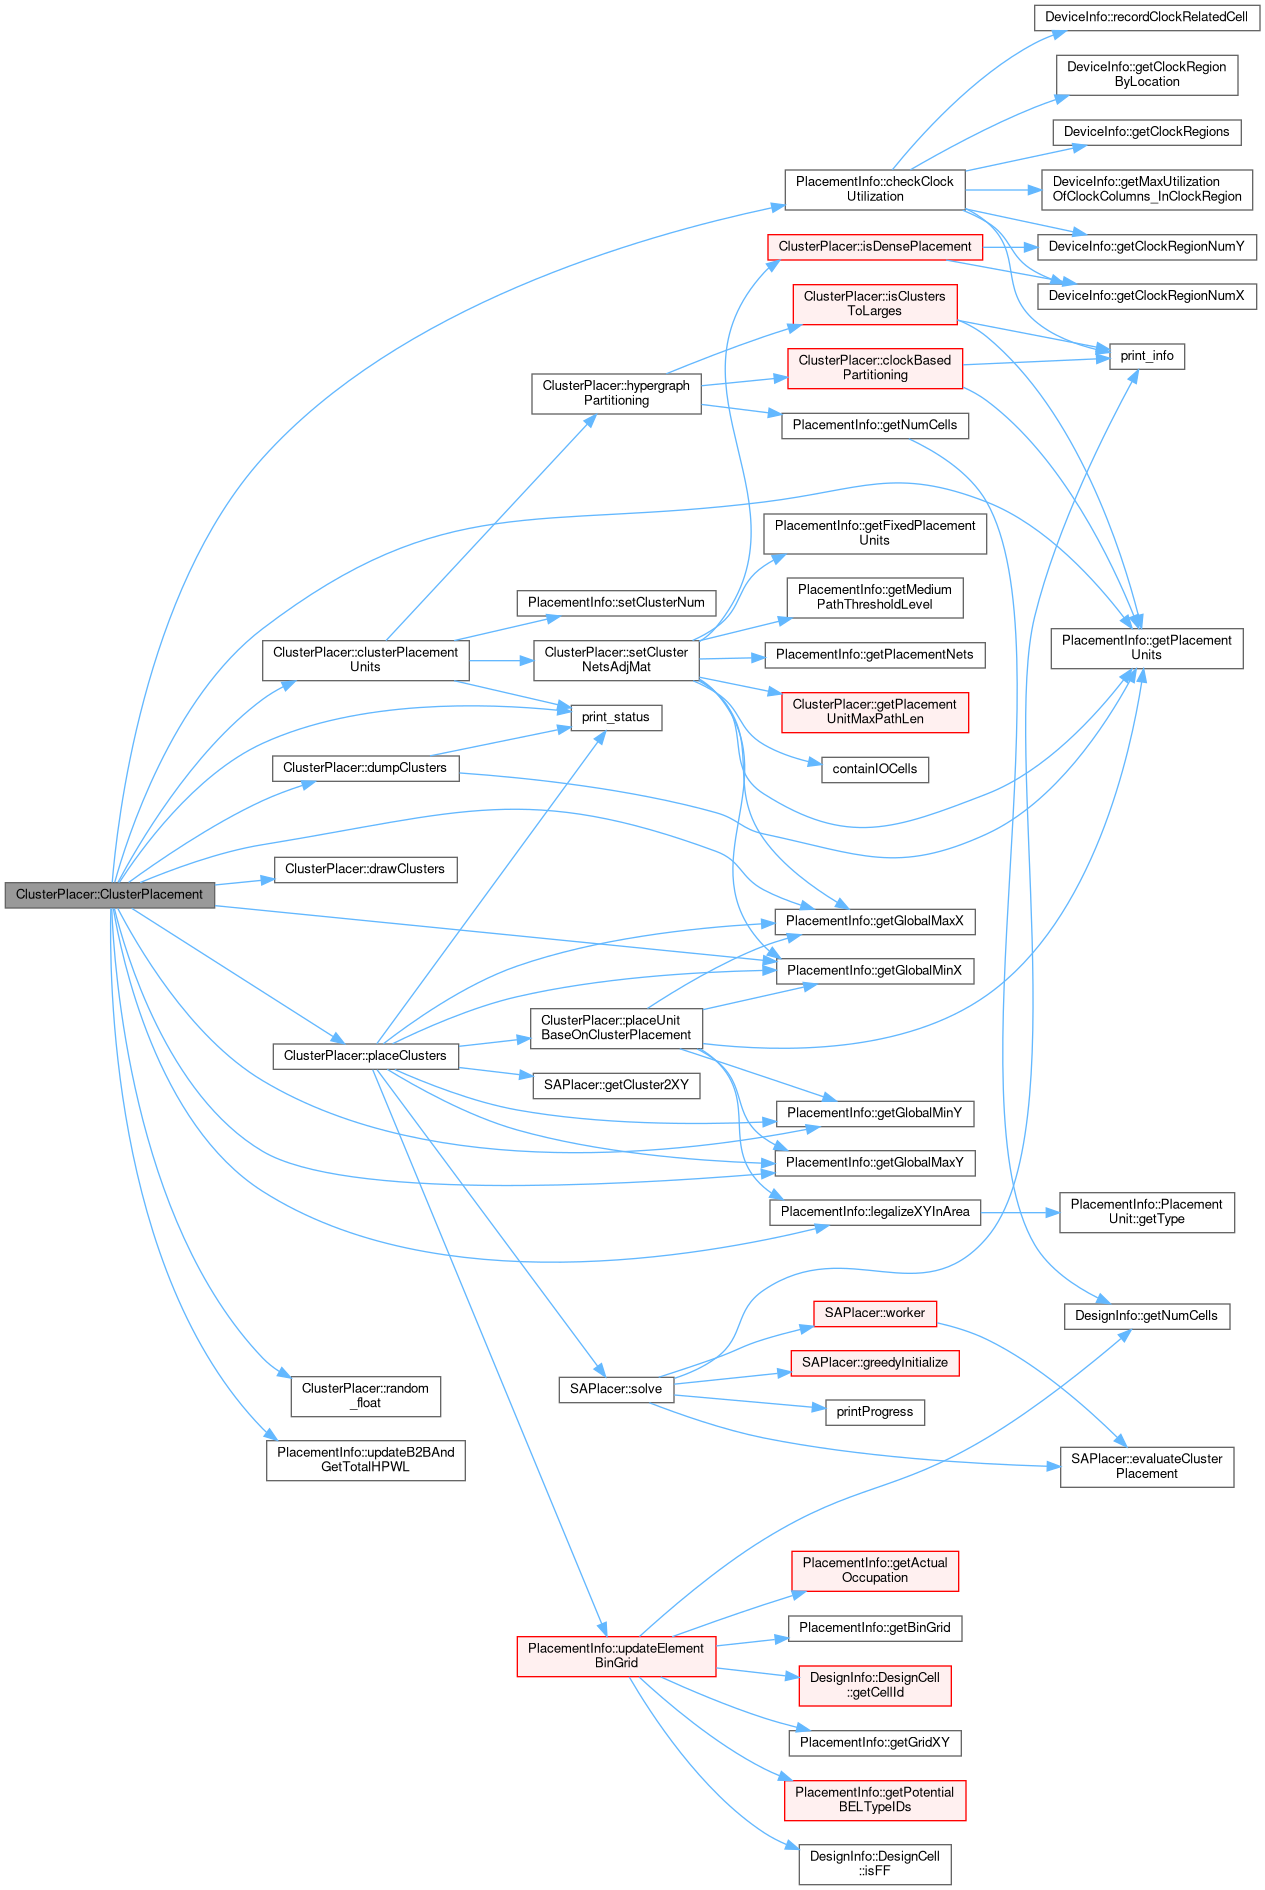 DeviceInfo::recordClockRelatedCell
DeviceInfo::getClockRegion
ByLocation
DeviceInfo::getClockRegions
PlacementInfo::checkClock
Utilization
DeviceInfo::getMaxUtilization
OfClockColumns_InClockRegion
ClusterPlacer::isDensePlacement
DeviceInfo::getClockRegionNumY
ClusterPlacer::isClusters
ToLarges
DeviceInfo::getClockRegionNumX
print_info
ClusterPlacer::clockBased
Partitioning
ClusterPlacer::hypergraph
Partitioning
PlacementInfo::getNumCells
PlacementInfo::getFixedPlacement
Units
PlacementInfo::setClusterNum
PlacementInfo::getMedium
PathThresholdLevel
ClusterPlacer::clusterPlacement
Units
ClusterPlacer::setCluster
NetsAdjMat
PlacementInfo::getPlacementNets
PlacementInfo::getPlacement
Units
ClusterPlacer::getPlacement
UnitMaxPathLen
print_status
ClusterPlacer::dumpClusters
containIOCells
ClusterPlacer::drawClusters
ClusterPlacer::ClusterPlacement
PlacementInfo::getGlobalMaxX
PlacementInfo::getGlobalMinX
ClusterPlacer::placeUnit
BaseOnClusterPlacement
ClusterPlacer::placeClusters
SAPlacer::getCluster2XY
PlacementInfo::getGlobalMinY
PlacementInfo::getGlobalMaxY
PlacementInfo::legalizeXYInArea
PlacementInfo::Placement
Unit::getType
SAPlacer::worker
DesignInfo::getNumCells
SAPlacer::greedyInitialize
SAPlacer::solve
ClusterPlacer::random
_float
printProgress
PlacementInfo::updateB2BAnd
GetTotalHPWL
SAPlacer::evaluateCluster
Placement
PlacementInfo::getActual
Occupation
PlacementInfo::getBinGrid
PlacementInfo::updateElement
BinGrid
DesignInfo::DesignCell
::getCellId
PlacementInfo::getGridXY
PlacementInfo::getPotential
BELTypeIDs
DesignInfo::DesignCell
::isFF